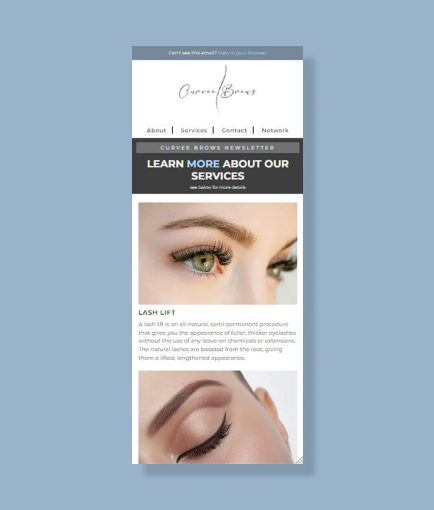 Can't see this email? View in your browser
Curvee Brows
About | Services | Contact | Network
CURVEE BROWS NEWSLETTER
LEARN MORE ABOUT OUR
SERVICES
see below for more details
LASH LIFT
A lash lift is an all-natural, semi-permanent procedure
that gives you the appearance of fuller, thicker eyelashes
without the use of any leave-on chemicals or extensions.
The natural lashes are boosted from the root, giving
them a lifted, lengthened appearance.